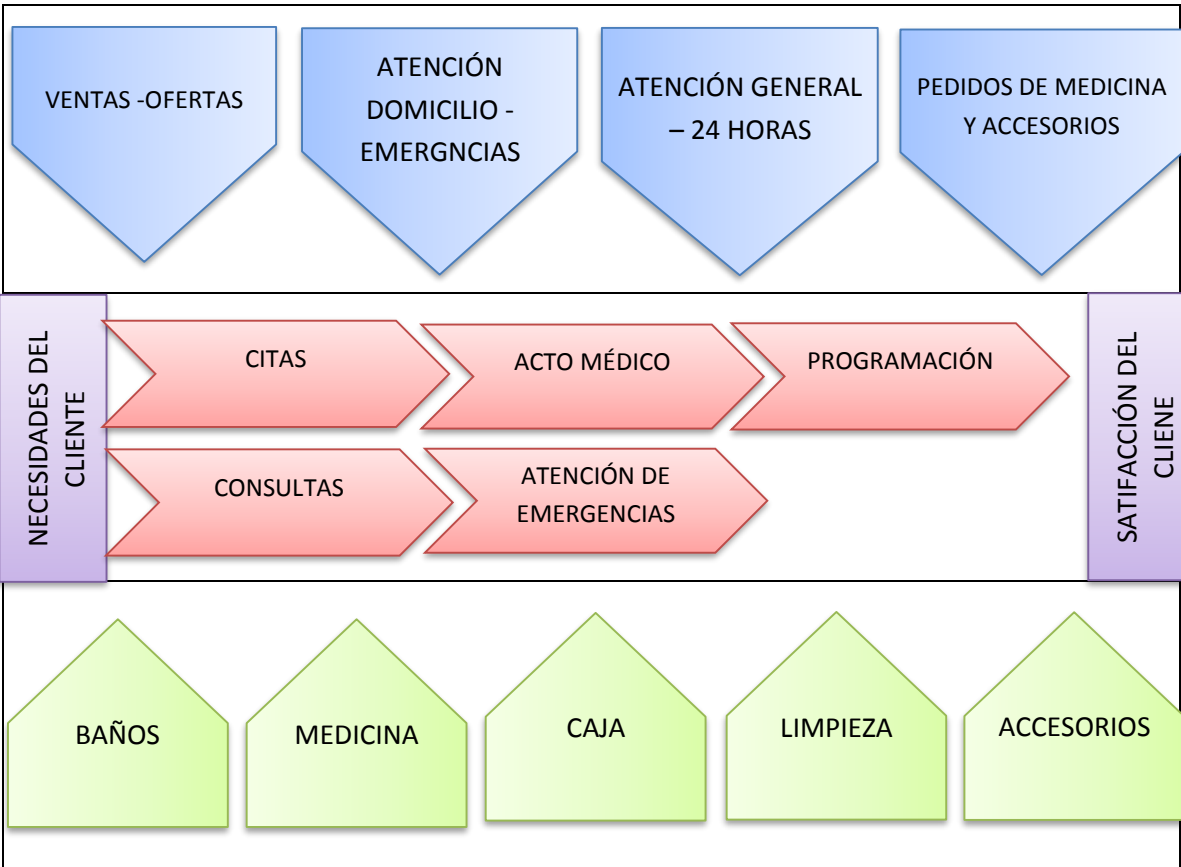 VENTAS -OFERTAS
ATENCIÓN
DOMICILIO -
EMERGNCIAS
ATENCIÓN GENERAL
– 24 HORAS
PEDIDOS DE MEDICINA
Y ACCESORIOS
NECESIDADES DEL
CLIENTE
CITAS
ACTO MÉDICO
PROGRAMACIÓN
CONSULTAS
ATENCIÓN DE
EMERGENCIAS
SATIFACCIÓN DEL
CLIENE
BAÑOS
MEDICINA
CAJA
LIMPIEZA
ACCESORIOS